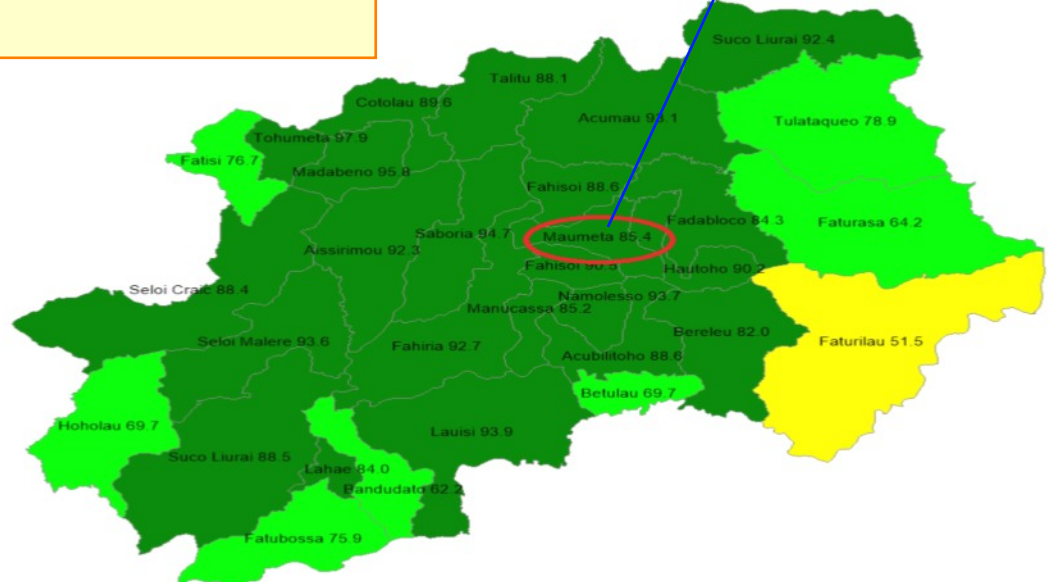 Suco Liurai 92.4
Talitu 88.1
Cotolau 89.6
Acumau 93.1
Tulataqueo 78.9
Tohumeta 97.9
Fatisi 76.7
Madabeno 95.8
Fahisoi 88.6
Fadabloco 84.3
Faturasa 64.2
Saboria 94.7
Maumeta 85.4
Aissirimou 92.3
Fahisoi 90.5
Hautoho 90.2
Seloi Craic 88.4
Namolesso 93.7
Manucassa 85.2
Bereleu 82.0
Seloi Malere 93.6
Fahiria 92.7
Faturilau 51.5
Acubilitoho 88.6
Betulau 69.7
Hoholau 69.7
Lauisi 93.9
Suco Liurai 88.5
Lahae 84.0
Bandudato 62.2
Fatubossa 75.9